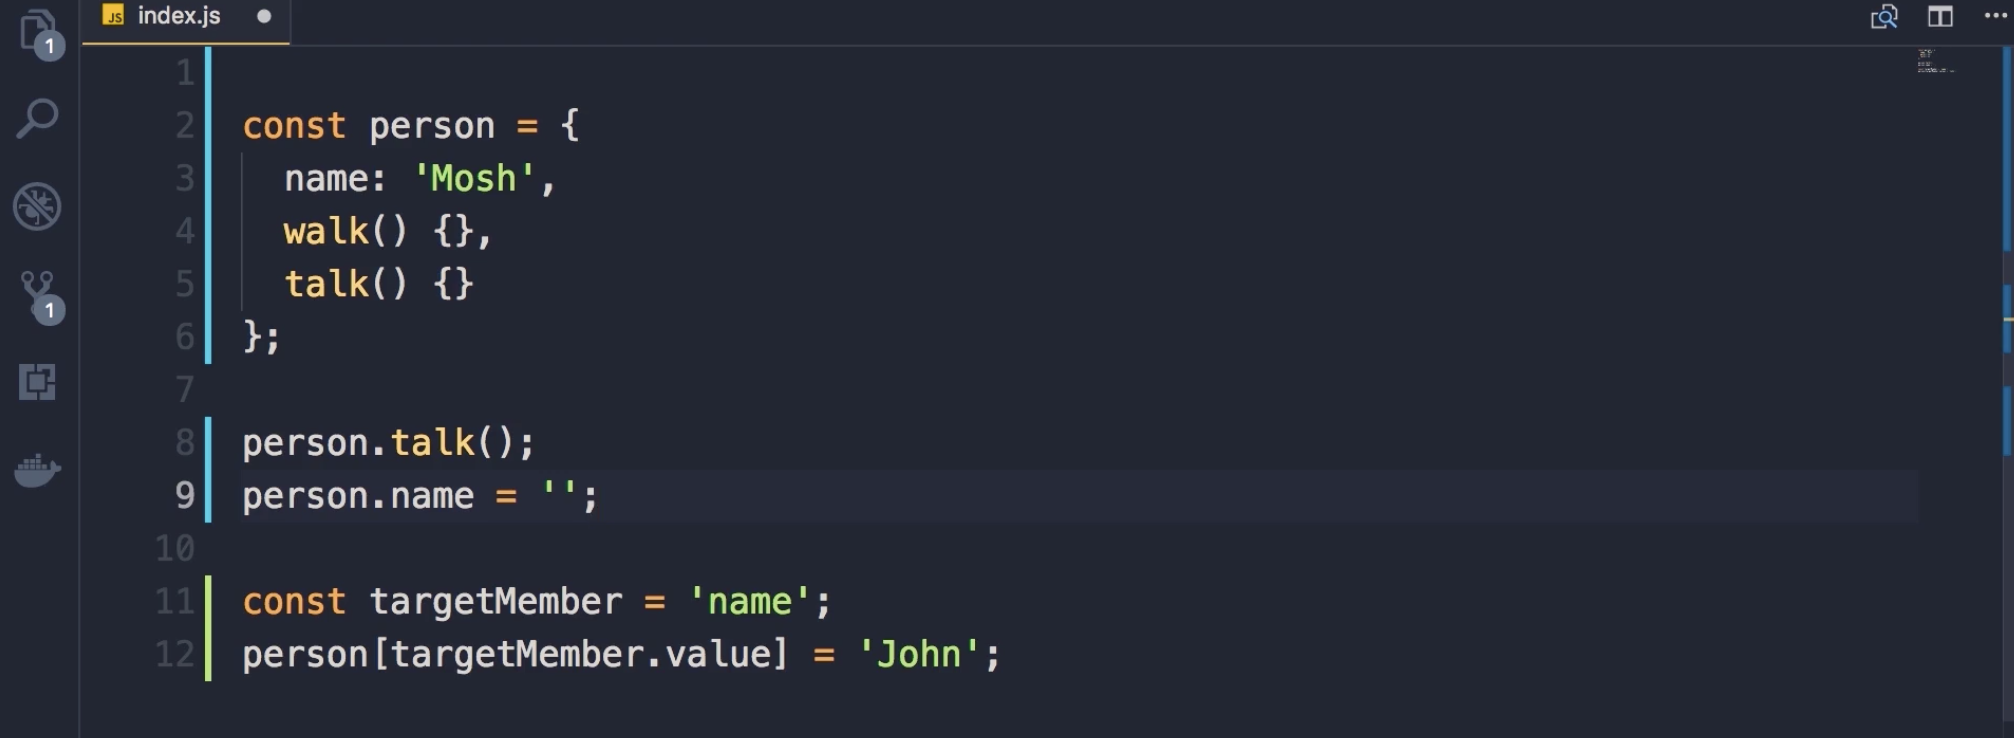 JS index.js
1
1
2 const person = {
3 name: 'Mosh',
4 walk() {},
5 talk() {}
6 };
7
8 person.talk();
9 person.name = '';
10
11 const targetMember = 'name';
12 person[targetMember.value] = 'John';
1